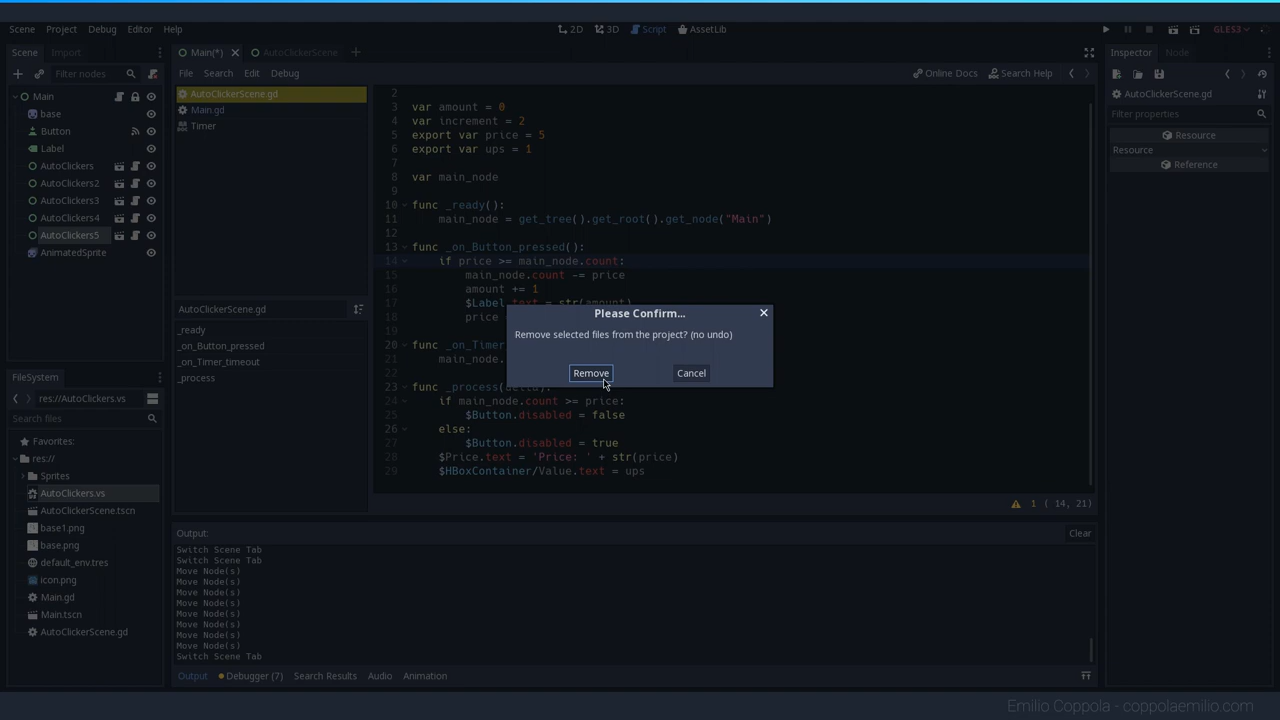 Scene Project Debug Editor Help
2D 3D Script AssetLib
GLES3
Scene Import
Filter nodes
Main
base
Button
Label
AutoClickers
AutoClickers2
AutoClickers3
AutoClickers4
AutoClickers5
AnimatedSprite
FileSystem
res://AutoClickers.vs
Search files
Favorites:
res://
Sprites
AutoClickers.vs
AutoClickerScene.tscn
base1.png
base.png
default_env.tres
icon.png
Main.gd
Main.tscn
AutoClickerScene.gd
Main(*) AutoClickerScene
File Search Edit Debug
Online Docs Search Help
AutoClickerScene.gd
Main.gd
Timer
AutoClickerScene.gd
_ready
_on_Button_pressed
_on_Timer_timeout
_process
2
3 var amount = 0
4 var increment = 2
5 export var price = 5
6 export var ups = 1
7
8 var main_node
9
10 func _ready():
11 main_node = get_tree().get_root().get_node("Main")
12
13 func _on_Button_pressed():
14 if price >= main_node.count:
15 main_node.count -= price
16 amount += 1
17 $Label.text = str(amount)
18 price
19
20 func _on_Timer
21 main_node.
22
23 func _process(delta):
24 if main_node.count >= price:
25 $Button.disabled = false
26 else:
27 $Button.disabled = true
28 $Price.text = 'Price: ' + str(price)
29 $HBoxContainer/Value.text = ups
1 ( 14, 21)
Please Confirm...
Remove selected files from the project? (no undo)
Remove Cancel
Output:
Clear
Switch Scene Tab
Switch Scene Tab
Move Node(s)
Move Node(s)
Move Node(s)
Move Node(s)
Move Node(s)
Move Node(s)
Move Node(s)
Move Node(s)
Switch Scene Tab
Output Debugger (7) Search Results Audio Animation
Inspector Node
AutoClickerScene.gd
Filter properties
Resource
Resource
Reference
Emilio Coppola - coppolaemilio.com